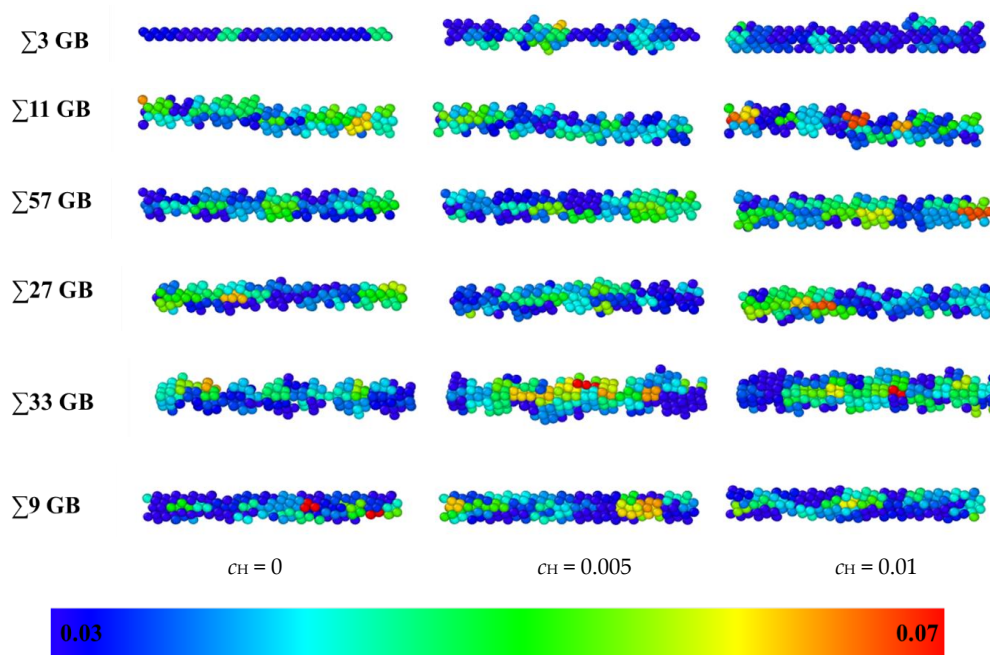 ∑3 GB
∑11 GB
∑57 GB
∑27 GB
∑33 GB
∑9 GB
cH = 0 cH = 0.005 cH = 0.01
0.03 0.07